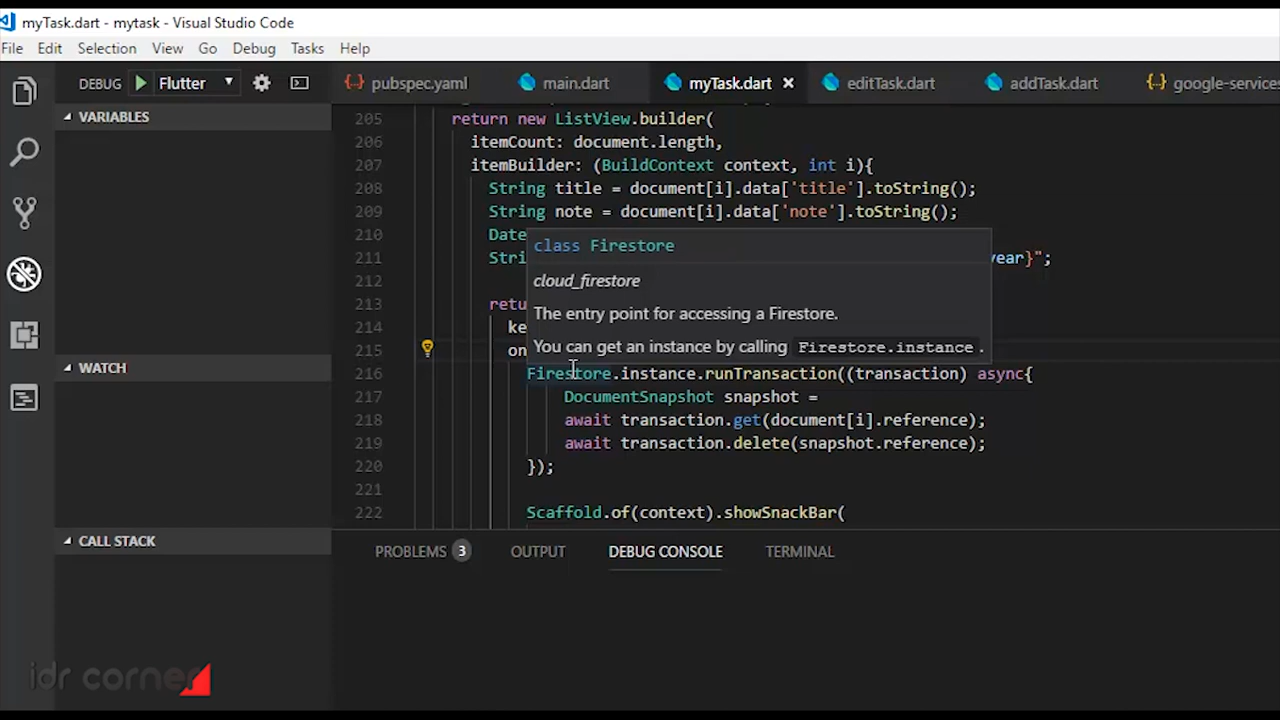 myTask.dart - mytask - Visual Studio Code
File Edit Selection View Go Debug Tasks Help
DEBUG Flutter pubspec.yaml main.dart myTask.dart editTask.dart addTask.dart google-services
VARIABLES
205 return new ListView.builder(
206 itemCount: document.length,
207 itemBuilder: (BuildContext context, int i){
208 String title = document[i].data['title'].toString();
209 String note = document[i].data['note'].toString();
210 Date
class Firestore
211 Stri year}";
212
cloud_firestore
213 retu
The entry point for accessing a Firestore.
214 ke
You can get an instance by calling Firestore.instance.
215 on
216 Firestore.instance.runTransaction((transaction) async{
WATCH
217 DocumentSnapshot snapshot =
218 await transaction.get(document[i].reference);
219 await transaction.delete(snapshot.reference);
220 });
221
222 Scaffold.of(context).showSnackBar(
CALL STACK
PROBLEMS 3 OUTPUT DEBUG CONSOLE TERMINAL
idr corner